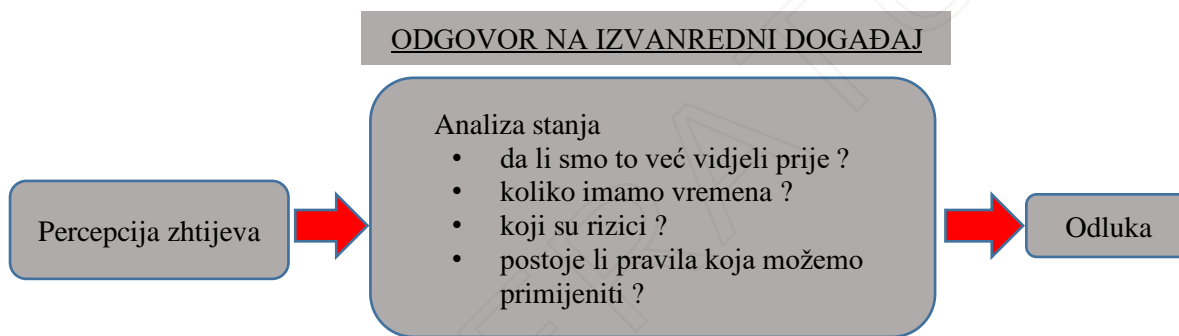 ODGOVOR NA IZVANREDNI DOGAĐAJ
Percepcija zhtijeva
Analiza stanja
• da li smo to već vidjeli prije ?
• koliko imamo vremena ?
• koji su rizici ?
• postoje li pravila koja možemo
primijeniti ?
Odluka